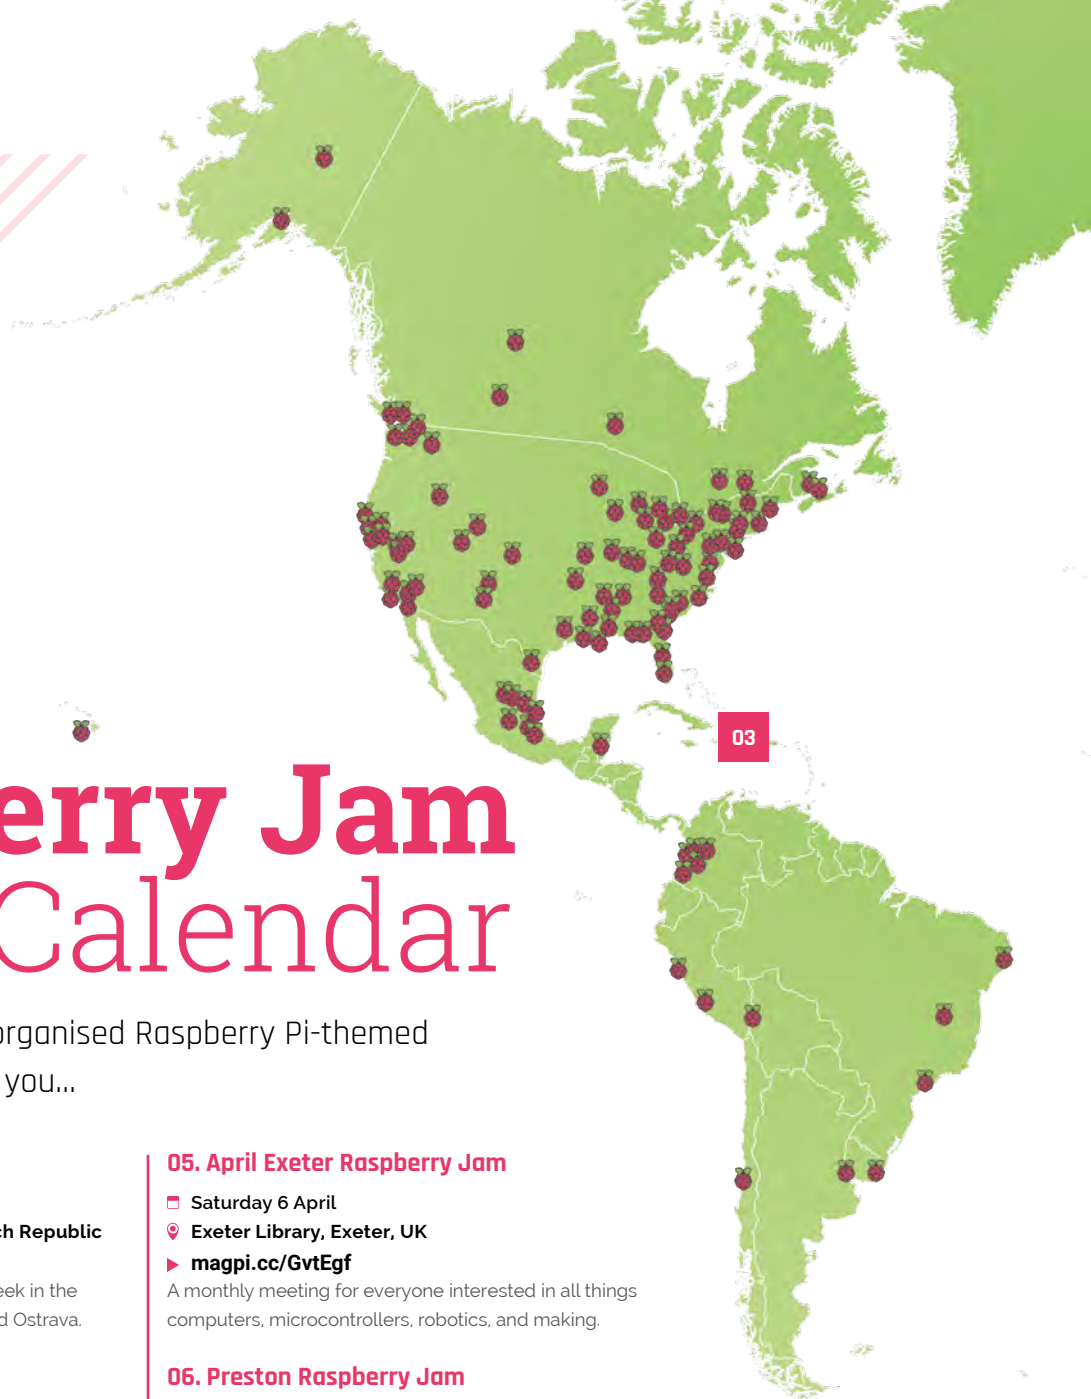 03
erry Jam
Calendar
organised Raspberry Pi-themed
you...
ch Republic
eek in the
d Ostrava.
05. April Exeter Raspberry Jam
Saturday 6 April
Exeter Library, Exeter, UK
magpi.cc/GvtEgf
A monthly meeting for everyone interested in all things
computers, microcontrollers, robotics, and making.
06. Preston Raspberry Jam